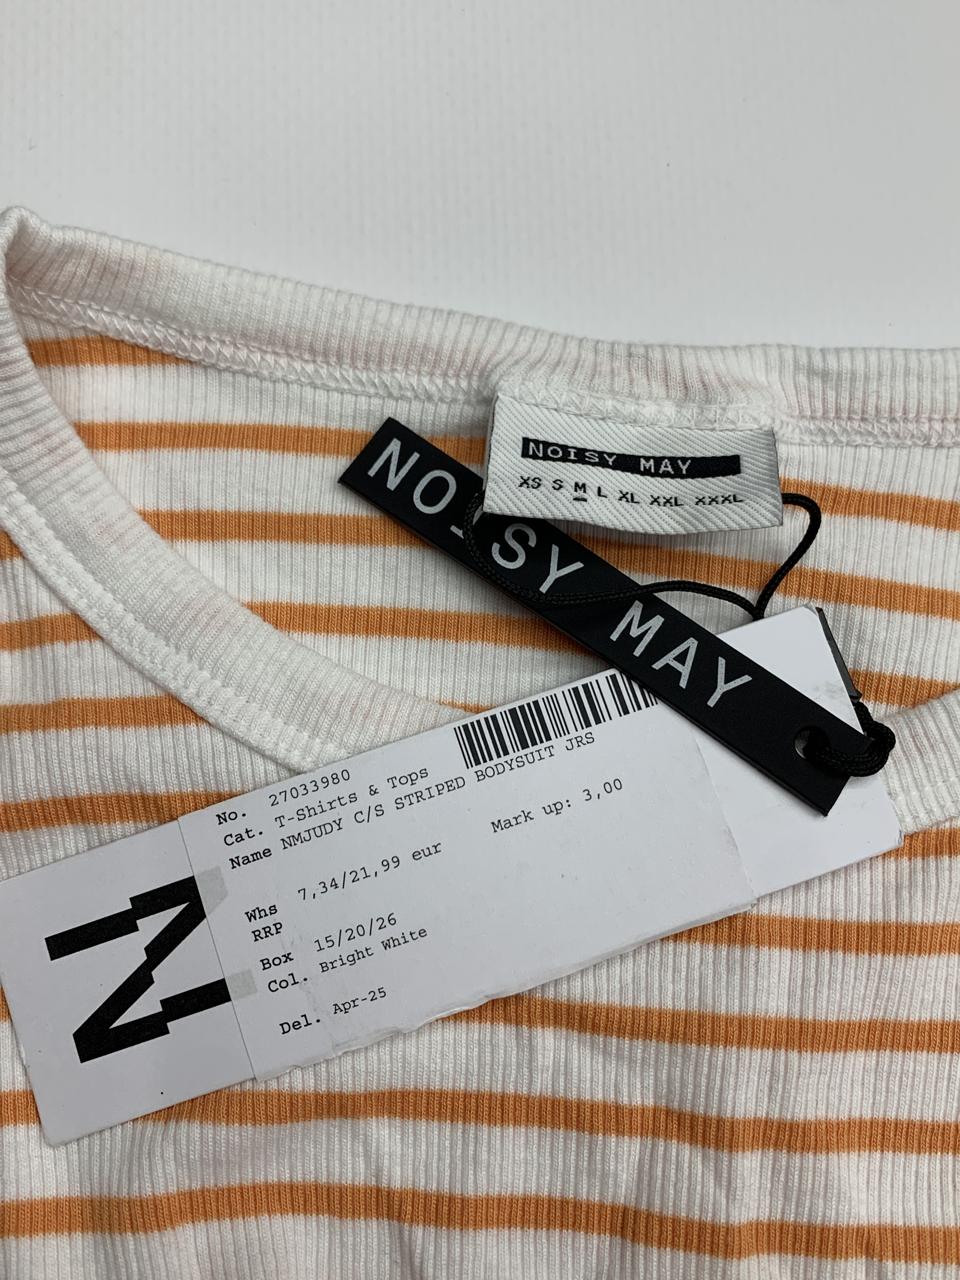 NOISY MAY
XS S M L XL XXL XXXL
NOISY MAY
No. 27033980
Cat. T-Shirts & Tops
Name NMJUDY C/S STRIPED BODYSUIT JRS
Mark up: 3,00
Whs 7,34/21,99 eur
RRP
Box 15/20/26
Col. Bright White
Del. Apr-25
N